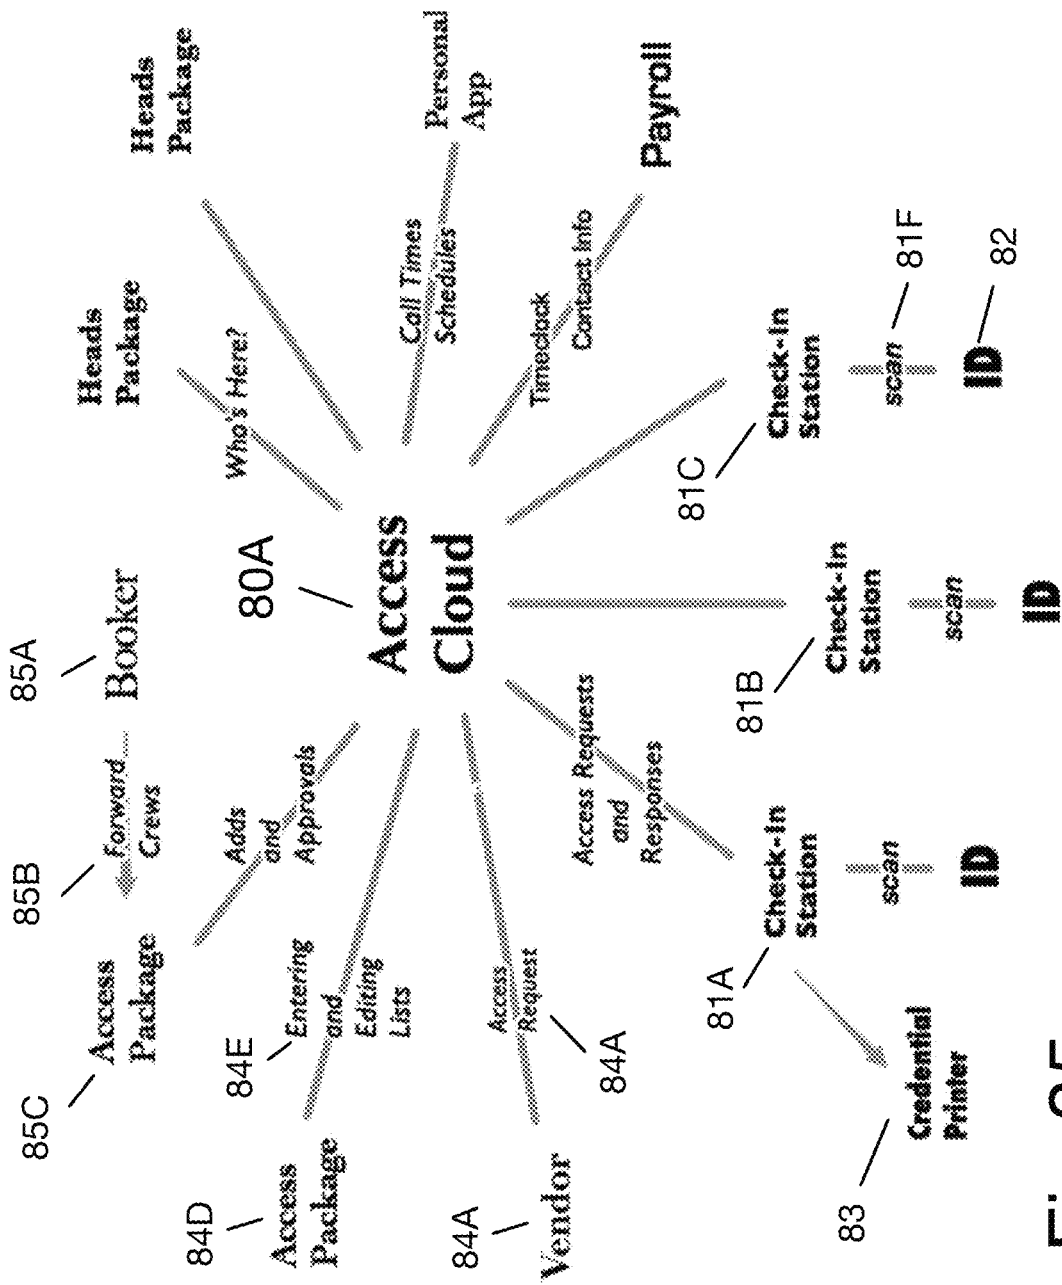 85C
85B
85A
Access
Package
Forward
Crews
Booker
Heads
Package
Heads
Package
84D
84E
Access
Package
Entering
and
Editing
Lists
Adds
and
Approvals
80A
Who's Here?
Access
Cloud
Call Times
Schedules
Personal
App
84A
Vendor
Access
Request
84A
Access Requests
and
Responses
Timeclock
Contact Info
Payroll
81A
81B
81C
Check-In
Station
Check-In
Station
Check-In
Station
83
Credential
Printer
scan
scan
scan
81F
ID
ID
ID
82